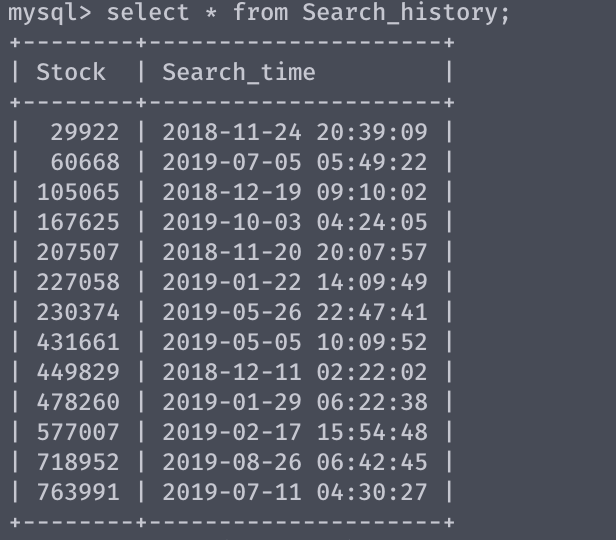 mysql> select * from Search_history;
+--------+---------------------+
| Stock  | Search_time         |
+--------+---------------------+
|  29922 | 2018-11-24 20:39:09 |
|  60668 | 2019-07-05 05:49:22 |
| 105065 | 2018-12-19 09:10:02 |
| 167625 | 2019-10-03 04:24:05 |
| 207507 | 2018-11-20 20:07:57 |
| 227058 | 2019-01-22 14:09:49 |
| 230374 | 2019-05-26 22:47:41 |
| 431661 | 2019-05-05 10:09:52 |
| 449829 | 2018-12-11 02:22:02 |
| 478260 | 2019-01-29 06:22:38 |
| 577007 | 2019-02-17 15:54:48 |
| 718952 | 2019-08-26 06:42:45 |
| 763991 | 2019-07-11 04:30:27 |
+--------+---------------------+